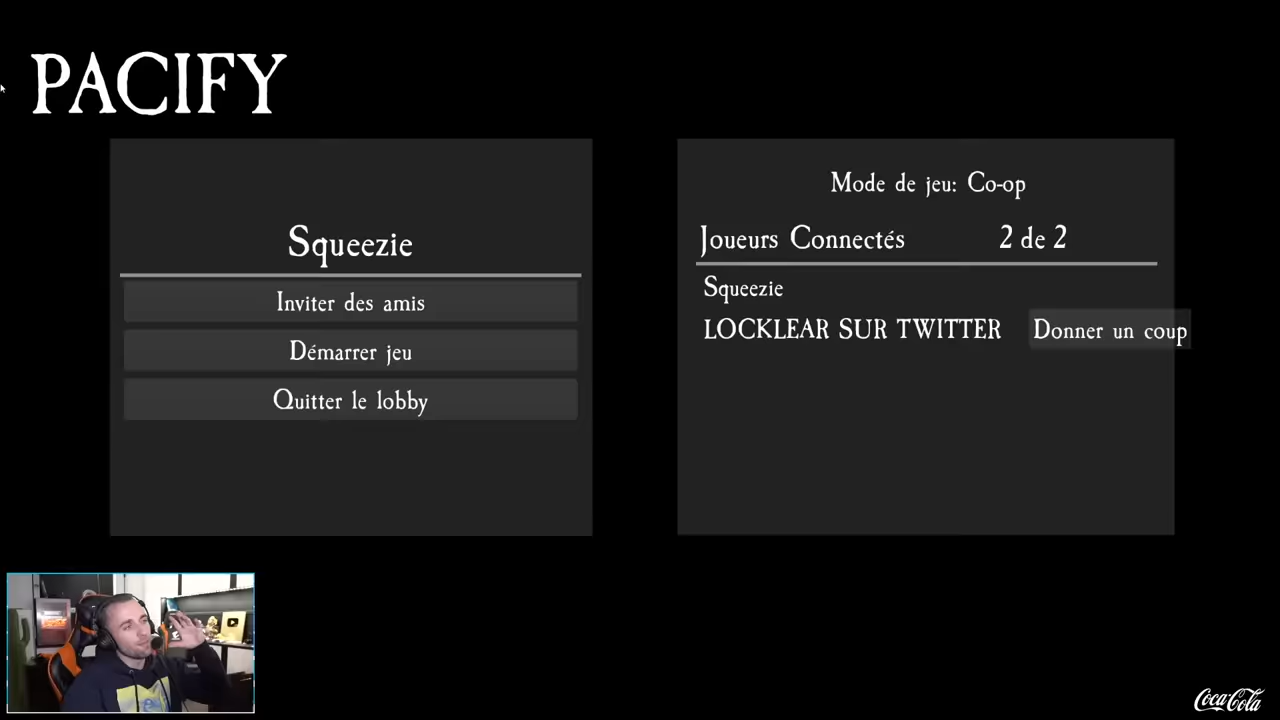 PACIFY
Squeezie
Inviter des amis
Démarrer jeu
Quitter le lobby
Mode de jeu: Co-op
Joueurs Connectés 2 de 2
Squeezie
LOCKLEAR SUR TWITTER Donner un coup
Coca-Cola